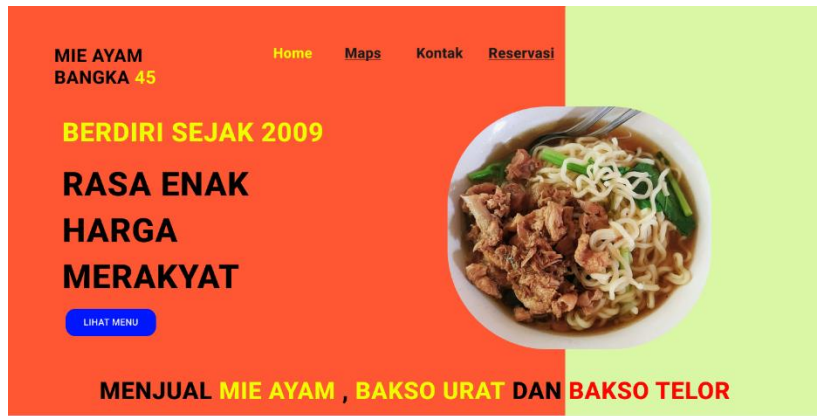 MIE AYAM
BANGKA 45
Home Maps Kontak Reservasi
BERDIRI SEJAK 2009
RASA ENAK
HARGA
MERAKYAT
LIHAT MENU
MENJUAL MIE AYAM , BAKSO URAT DAN BAKSO TELOR